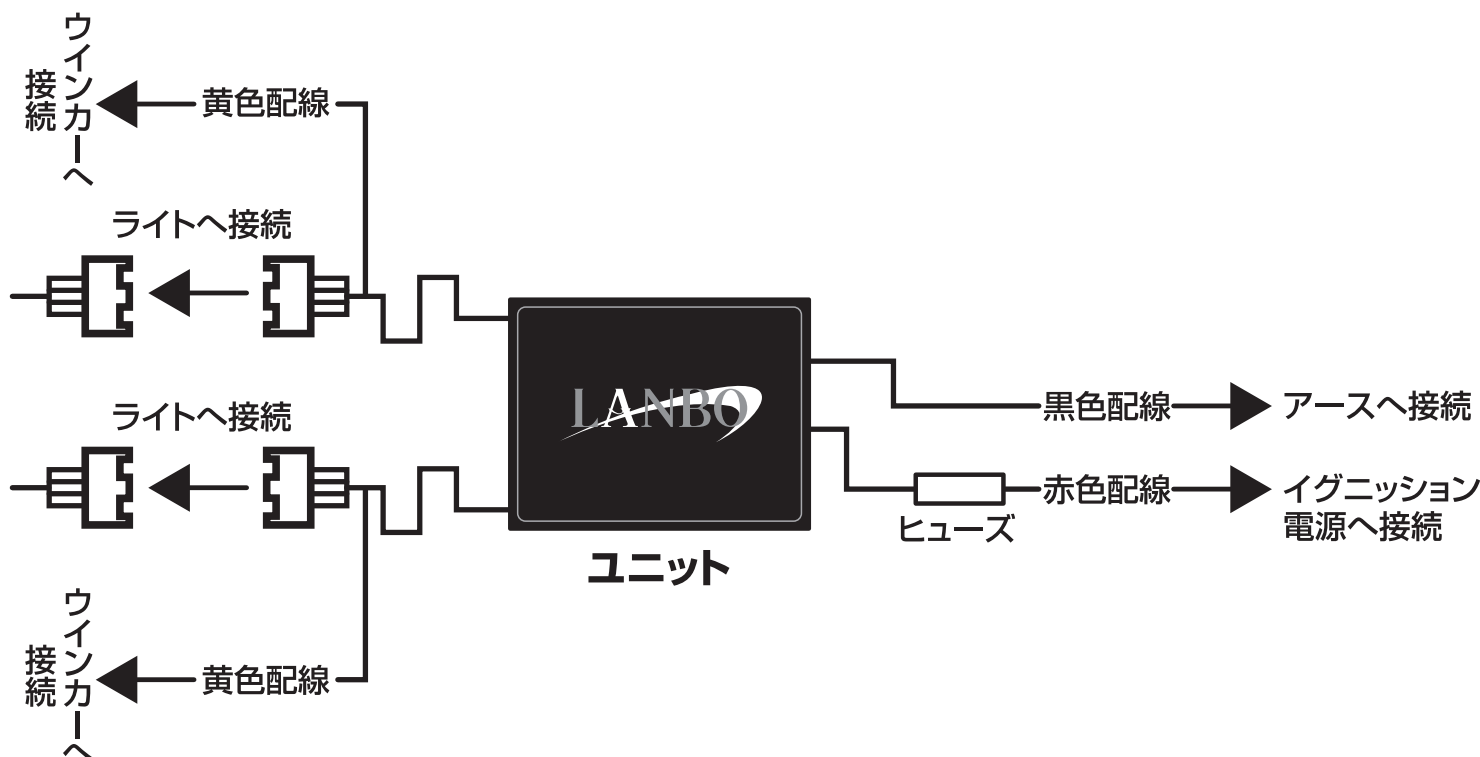 ウインカーへ
接続
黄色配線
ライトへ接続
ライトへ接続
LANBO
ユニット
黒色配線
アースへ接続
ヒューズ
赤色配線
イグニッション
電源へ接続
ウインカーへ
接続
黄色配線